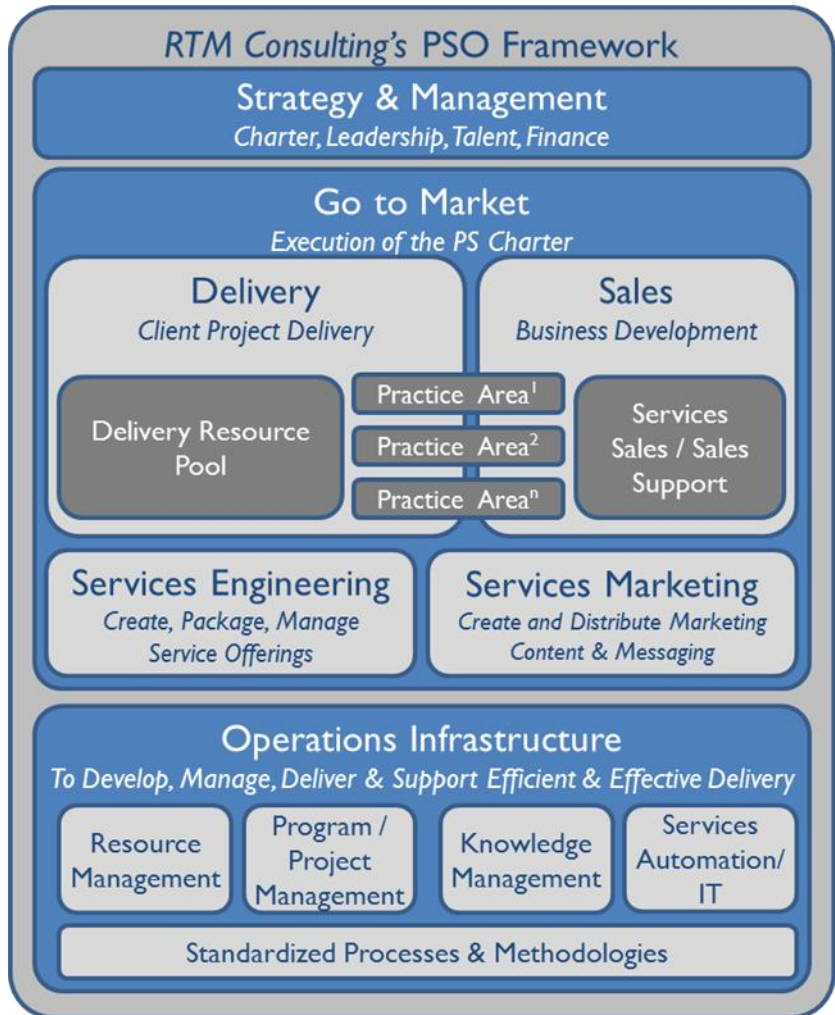 RTM Consulting's PSO Framework
Strategy & Management
Charter, Leadership, Talent, Finance
Go to Market
Execution of the PS Charter
Delivery
Client Project Delivery
Delivery Resource
Pool
Practice Area¹
Practice Area²
Practice Areaⁿ
Sales
Business Development
Services
Sales / Sales
Support
Services Engineering
Create, Package, Manage
Service Offerings
Services Marketing
Create and Distribute Marketing
Content & Messaging
Operations Infrastructure
To Develop, Manage, Deliver & Support Efficient & Effective Delivery
Resource
Management
Program /
Project
Management
Knowledge
Management
Services
Automation/
IT
Standardized Processes & Methodologies